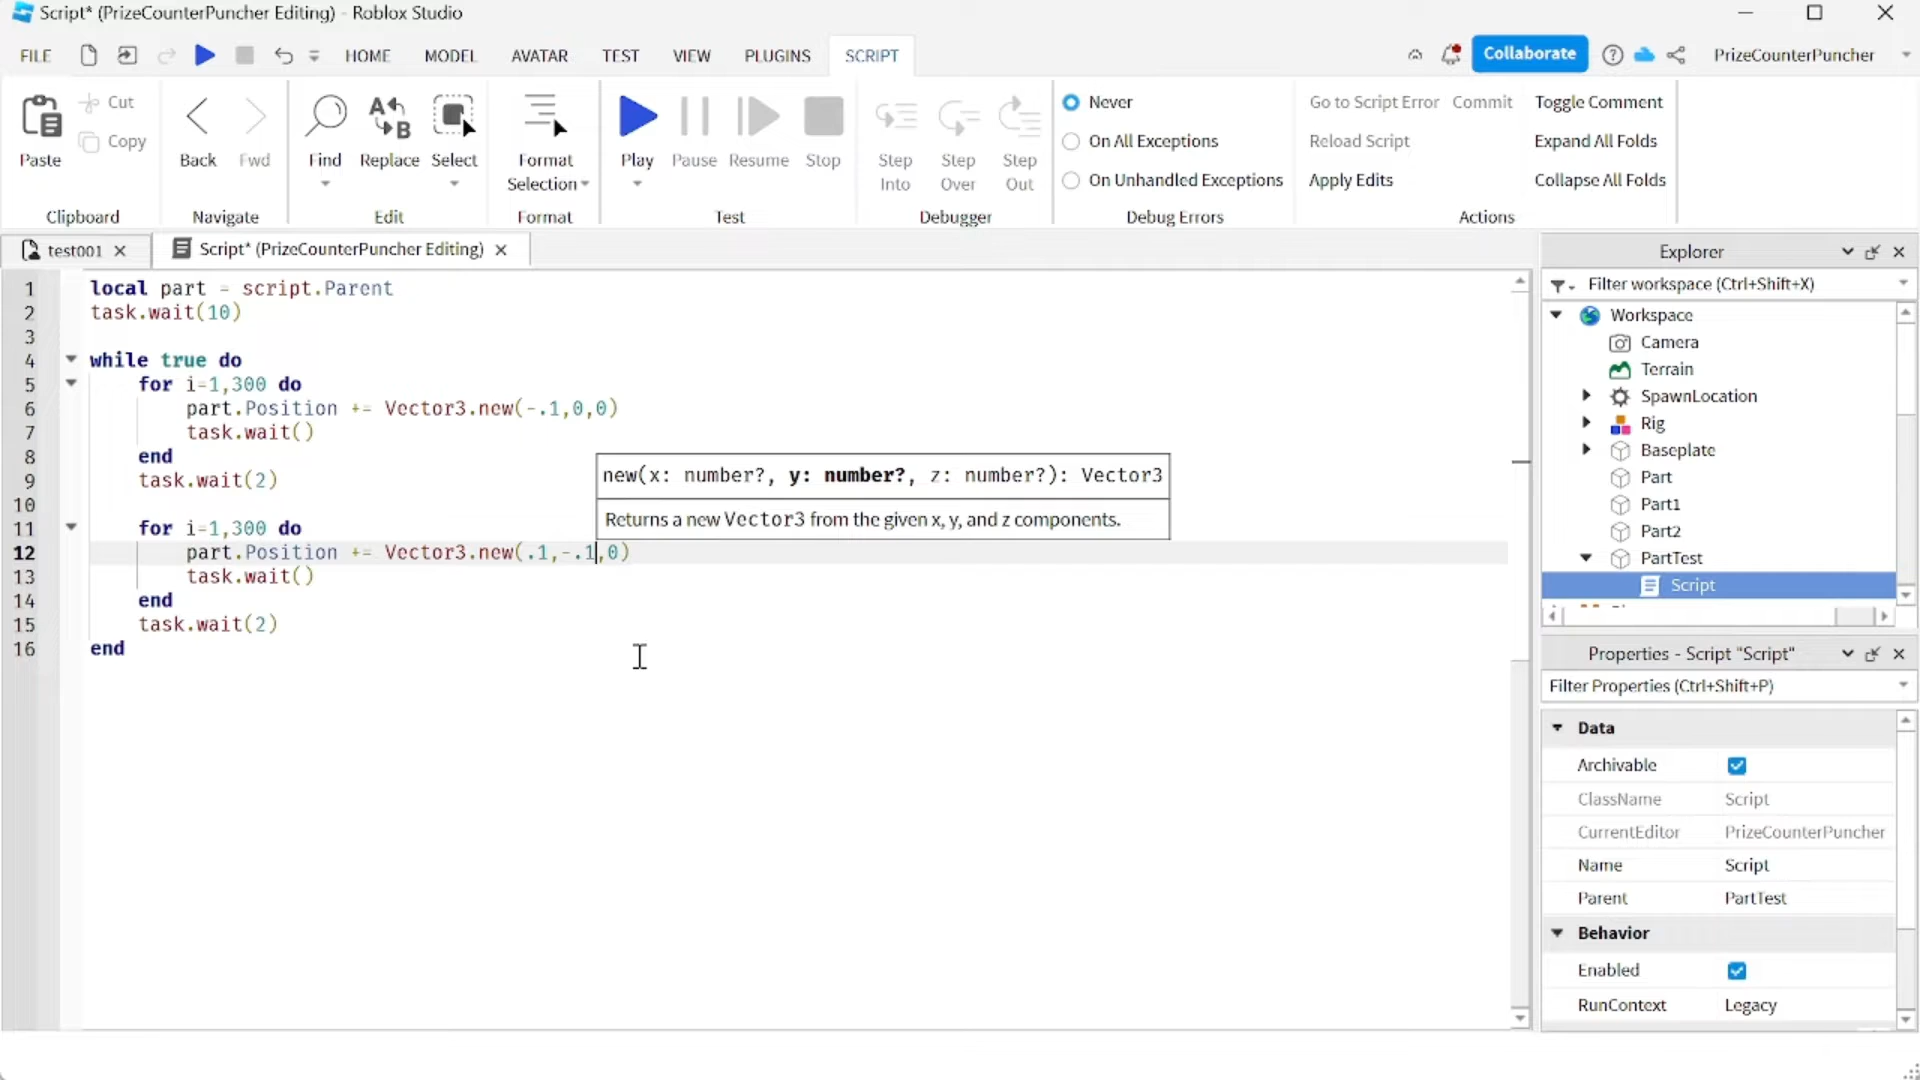 Script* (PrizeCounterPuncher Editing) - Roblox Studio
FILE HOME MODEL AVATAR TEST VIEW PLUGINS SCRIPT Collaborate PrizeCounterPuncher
Paste Cut Copy Back Fwd Find Replace Select Format Selection Play Pause Resume Stop Step Into Step Over Step Out
Never
On All Exceptions
On Unhandled Exceptions
Go to Script Error Commit Toggle Comment
Reload Script Expand All Folds
Apply Edits Collapse All Folds
Clipboard Navigate Edit Format Test Debugger Debug Errors Actions
test001 Script* (PrizeCounterPuncher Editing)
1 local part = script.Parent
2 task.wait(10)
3
4 while true do
5 for i=1,300 do
6 part.Position += Vector3.new(-.1,0,0)
7 task.wait()
8 end
9 task.wait(2)
10
11 for i=1,300 do
12 part.Position += Vector3.new(.1,-.1,0)
13 task.wait()
14 end
15 task.wait(2)
16 end
new(x: number?, y: number?, z: number?): Vector3
Returns a new Vector3 from the given x, y, and z components.
Explorer
Filter workspace (Ctrl+Shift+X)
Workspace
Camera
Terrain
SpawnLocation
Rig
Baseplate
Part
Part1
Part2
PartTest
Script
Properties - Script "Script"
Filter Properties (Ctrl+Shift+P)
Data
Archivable
ClassName Script
CurrentEditor PrizeCounterPuncher
Name Script
Parent PartTest
Behavior
Enabled
RunContext Legacy